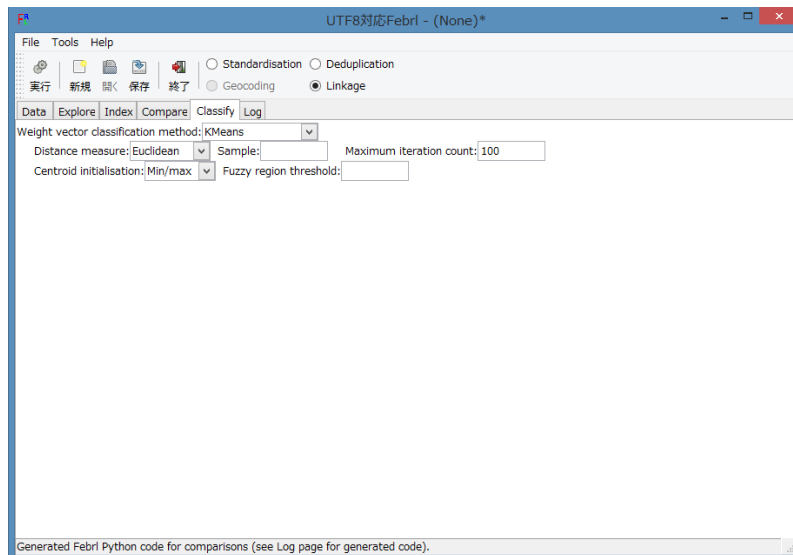 UTF8対応Febrl - (None)*
File Tools Help
実行 新規 開く 保存 終了
Standardisation Deduplication
Geocoding Linkage
Data Explore Index Compare Classify Log
Weight vector classification method: KMeans
Distance measure: Euclidean Sample: Maximum iteration count: 100
Centroid initialisation: Min/max Fuzzy region threshold:
Generated Febrl Python code for comparisons (see Log page for generated code).